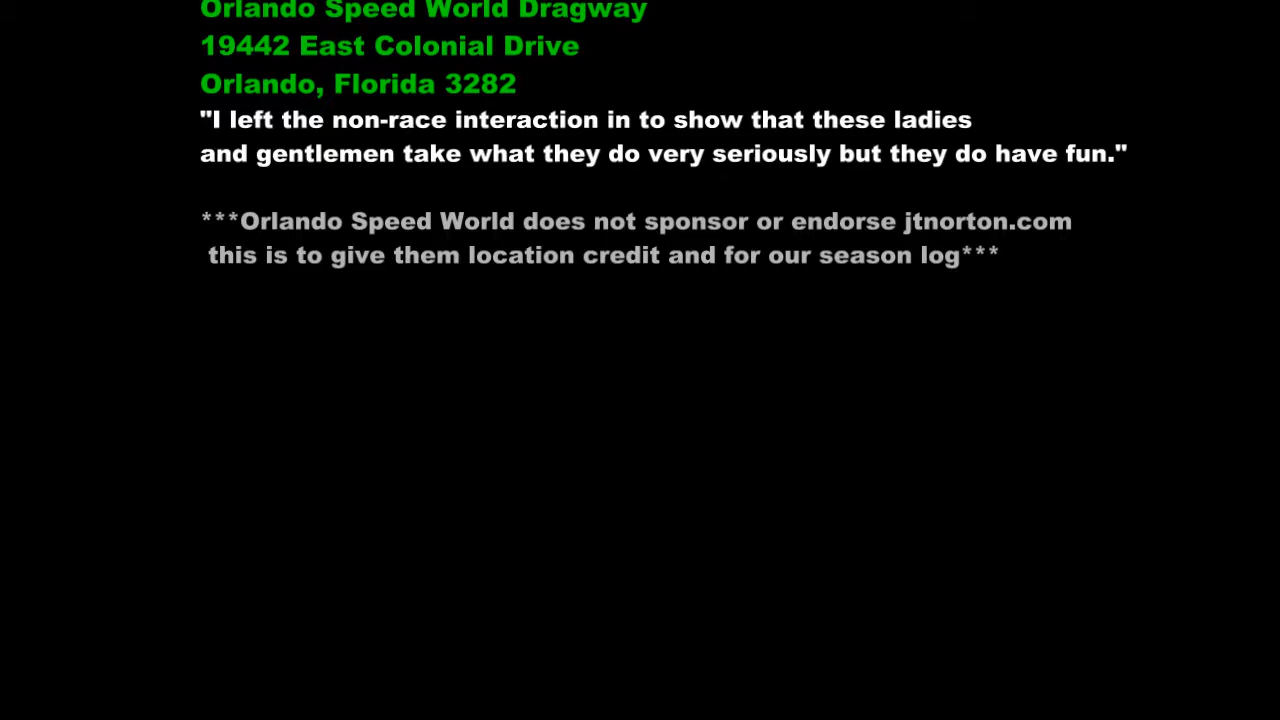 Orlando Speed World Dragway
19442 East Colonial Drive
Orlando, Florida 3282
"I left the non-race interaction in to show that these ladies
and gentlemen take what they do very seriously but they do have fun."
***Orlando Speed World does not sponsor or endorse jtnorton.com
this is to give them location credit and for our season log***